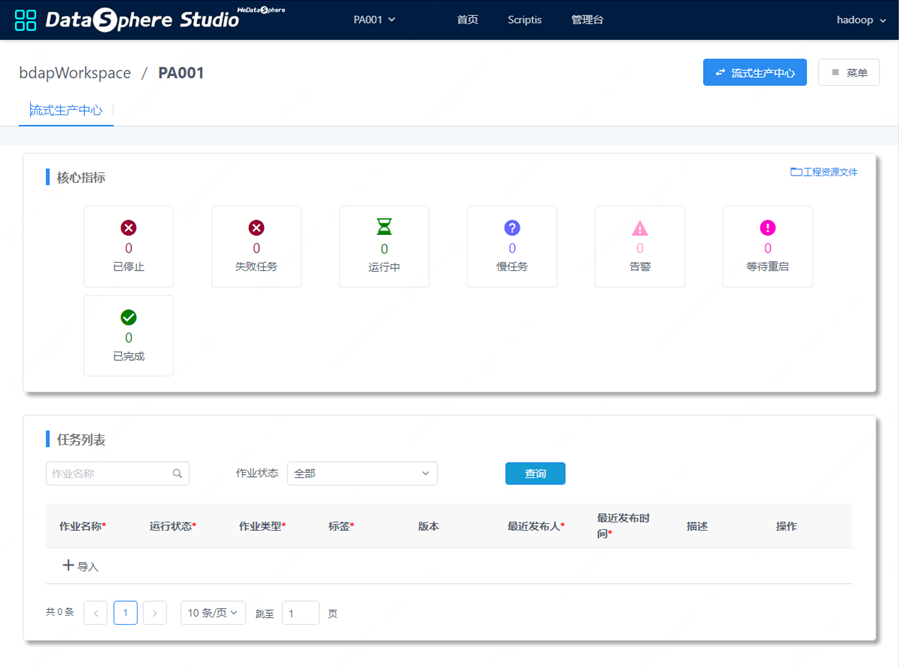 DataSphere Studio WeDataSphere PA001 首页 Scriptis 管理台 hadoop
bdapWorkspace / PA001 流式生产中心 菜单
流式生产中心
核心指标 工程资源文件
0 0 0 0 0 0
已停止 失败任务 运行中 慢任务 告警 等待重启
0
已完成
任务列表
作业名称 作业状态 全部 查询
作业名称* 运行状态* 作业类型* 标签* 版本 最近发布人* 最近发布时间* 描述 操作
导入
共 0 条 1 10 条/页 跳至 1 页